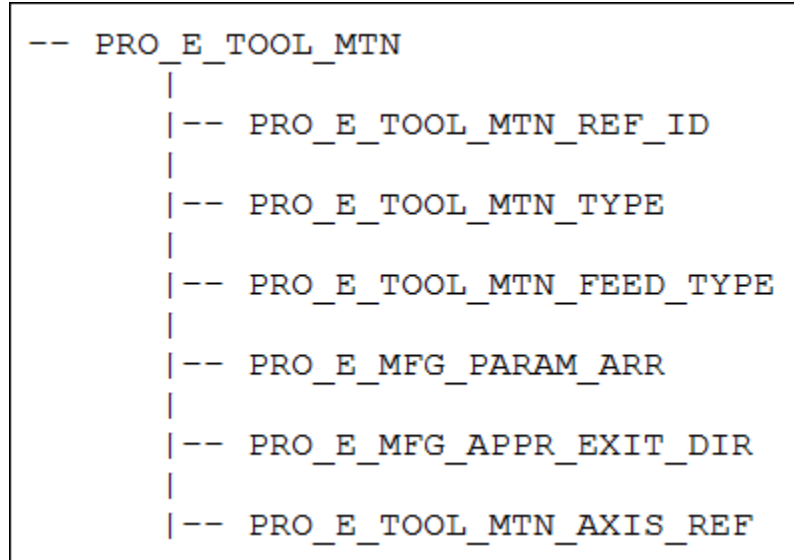 -- PRO_E_TOOL_MTN
|
|-- PRO_E_TOOL_MTN_REF_ID
|
|-- PRO_E_TOOL_MTN_TYPE
|
|-- PRO_E_TOOL_MTN_FEED_TYPE
|
|-- PRO_E_MFG_PARAM_ARR
|
|-- PRO_E_MFG_APPR_EXIT_DIR
|
|-- PRO_E_TOOL_MTN_AXIS_REF